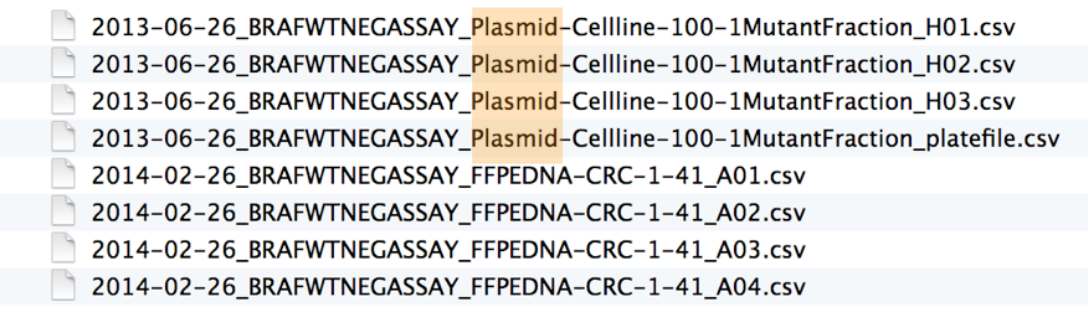 2013-06-26_BRAFWTNEGASSAY_Plasmid-Cellline-100-1MutantFraction_H01.csv
2013-06-26_BRAFWTNEGASSAY_Plasmid-Cellline-100-1MutantFraction_H02.csv
2013-06-26_BRAFWTNEGASSAY_Plasmid-Cellline-100-1MutantFraction_H03.csv
2013-06-26_BRAFWTNEGASSAY_Plasmid-Cellline-100-1MutantFraction_platefile.csv
2014-02-26_BRAFWTNEGASSAY_FFPEDNA-CRC-1-41_A01.csv
2014-02-26_BRAFWTNEGASSAY_FFPEDNA-CRC-1-41_A02.csv
2014-02-26_BRAFWTNEGASSAY_FFPEDNA-CRC-1-41_A03.csv
2014-02-26_BRAFWTNEGASSAY_FFPEDNA-CRC-1-41_A04.csv